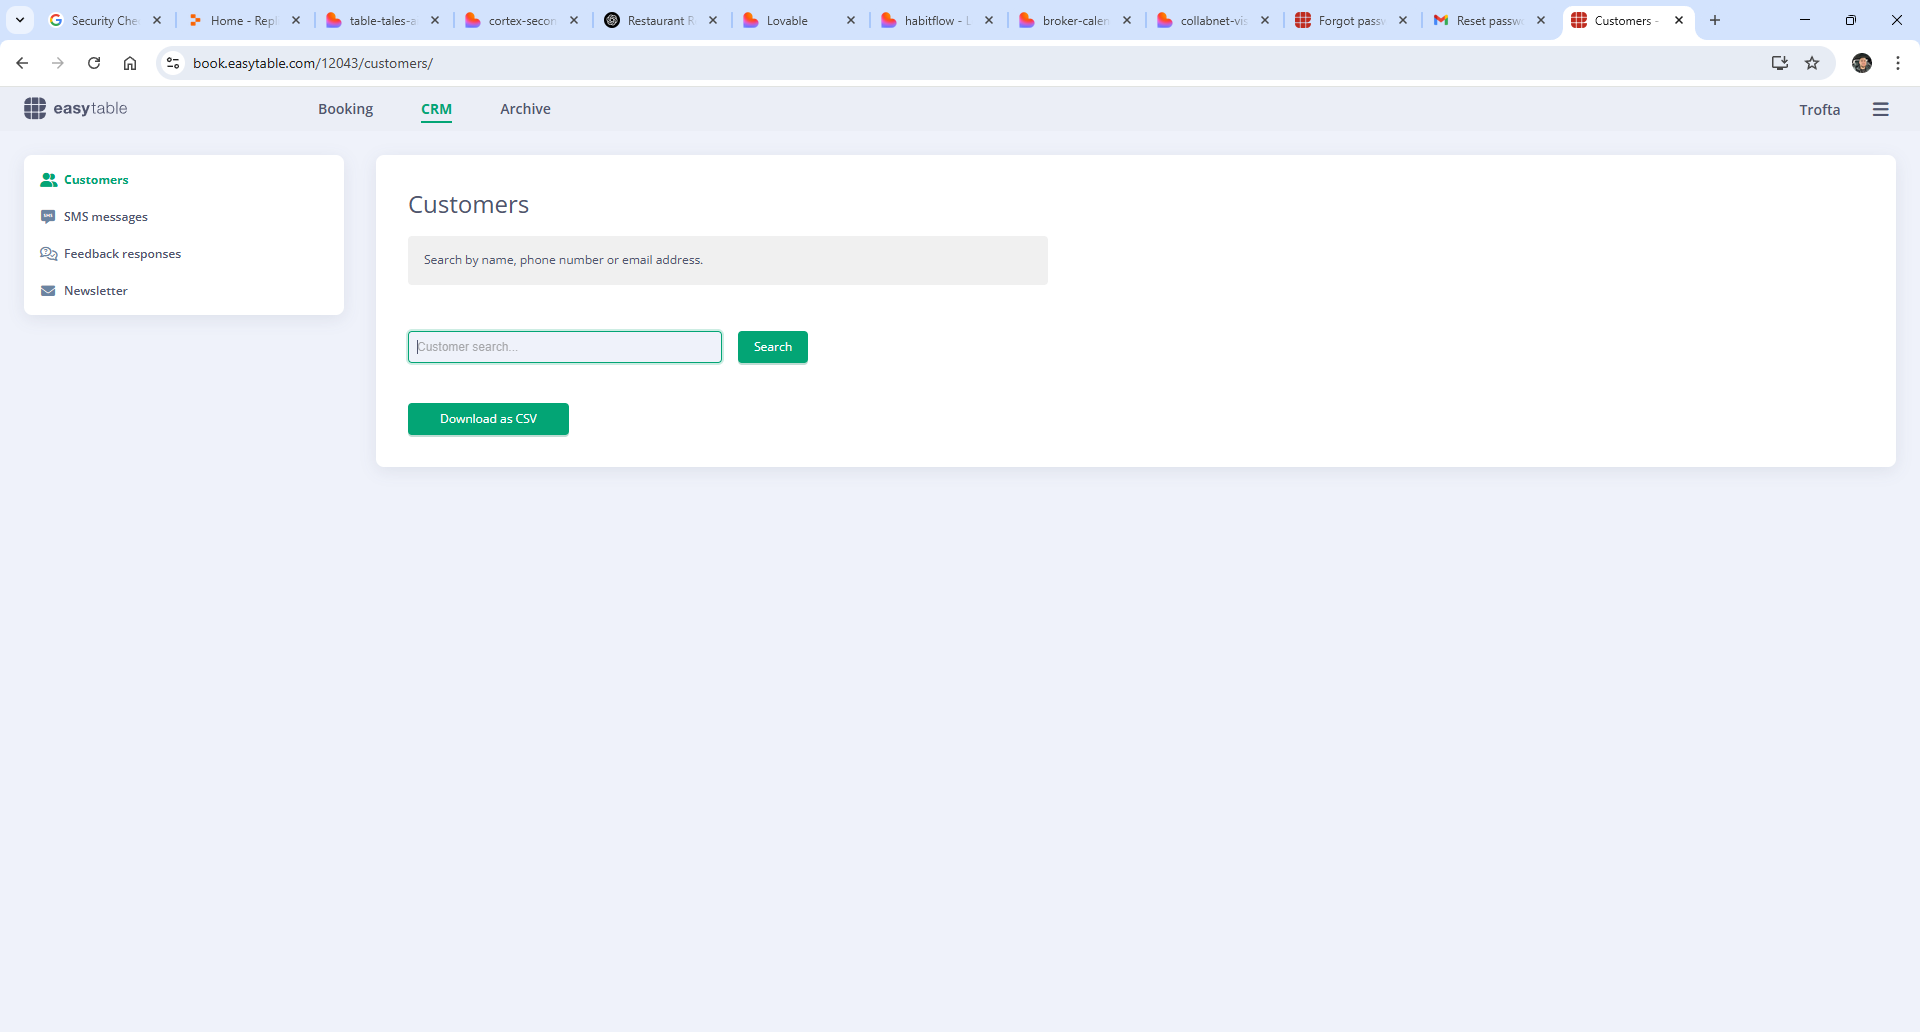 Security Che
Home - Repl
table-tales-a
cortex-secon
Restaurant R
Lovable
habitflow - L
broker-calen
collabnet-vis
Forgot passw
Reset passwo
Customers -
book.easytable.com/12043/customers/
easytable
Booking
CRM
Archive
Trofta
Customers
SMS messages
Feedback responses
Newsletter
Customers
Search by name, phone number or email address.
Customer search...
Search
Download as CSV